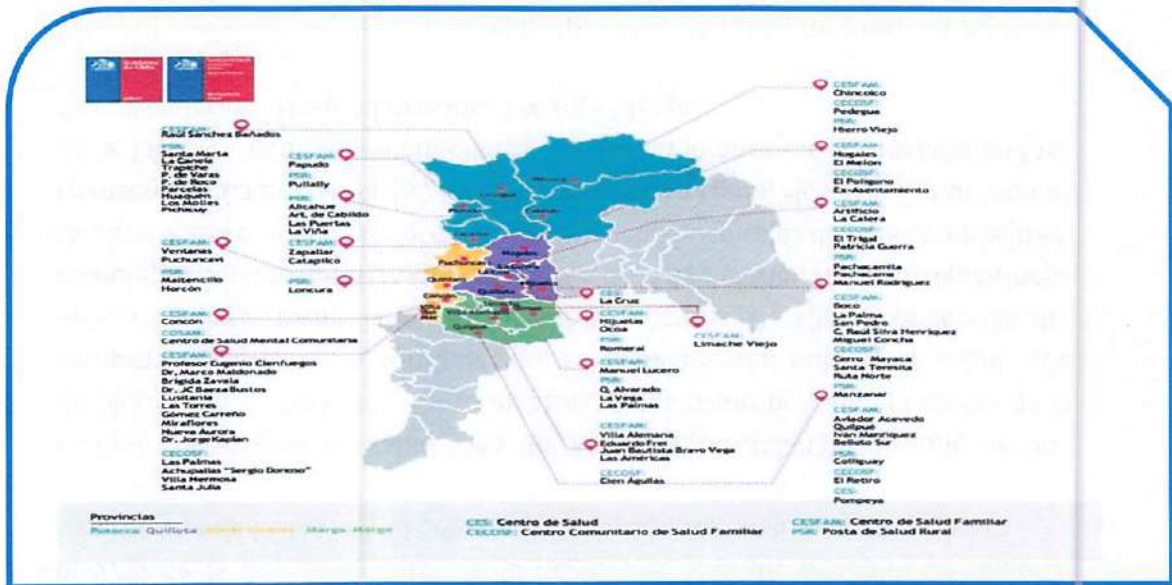 CESFAM:
Raúl Sánchez Bañados
PSR:
Santa Marta
La Canela
Trapiche
P. de Varas
P. de Roco
Parcelas
Huaquén
Los Molles
Pichicuy
CESFAM:
Papudo
PSR:
Pullally
PSR:
Alicahue
Art. de Cabildo
Las Puertas
La Viña
CESFAM:
Ventanas
Puchuncaví
PSR:
Maitencillo
Horcón
CESFAM:
Zapallar
Catapilco
PSR:
Loncura
CESFAM:
Concón
COSAM:
Centro de Salud Mental Comunitaria
CESFAM:
Profesor Eugenio Cienfuegos
Dr. Marco Maldonado
Brígida Zavala
Dr. JC Baeza Bustos
Lusitania
Las Torres
Gómez Carreño
Miraflores
Nueva Aurora
Dr. Jorge Kaplan
CECOSF:
Las Palmas
Achupallas "Sergio Donoso"
Villa Hermosa
Santa Julia
CESFAM:
Chincolco
CECOSF:
Pedegua
PSR:
Hierro Viejo
CESFAM:
Nogales
El Melón
CECOSF:
El Polígono
Ex-Asentamiento
CESFAM:
Artificio
La Calera
CECOSF:
El Trigal
Patricia Guerra
PSR:
Pachacamita
Pachacama
Manuel Rodríguez
CESFAM:
Boco
La Palma
San Pedro
C. Raúl Silva Henríquez
Miguel Concha
CECOSF:
Cerro Mayaca
Santa Teresita
Ruta Norte
PSR:
Manzanar
CESFAM:
Aviador Acevedo
Quilpué
Iván Manríquez
Belloto Sur
PSR:
Colliguay
CECOSF:
El Retiro
CES:
Pompeya
CES:
La Cruz
CESFAM:
Hijuelas
Ocoa
PSR:
Romeral
CESFAM:
Limache Viejo
CESFAM:
Manuel Lucero
PSR:
Q. Alvarado
La Vega
Las Palmas
CESFAM:
Villa Alemana
Eduardo Frei
Juan Bautista Bravo Vega
Las Américas
CECOSF:
Cien Águilas
Nogales
Puchuncaví
Quillota
Quilpué
Provincias
Petorca Quillota Marga-Marga
CES: Centro de Salud
CECOSF: Centro Comunitario de Salud Familiar
CESFAM: Centro de Salud Familiar
PSR: Posta de Salud Rural